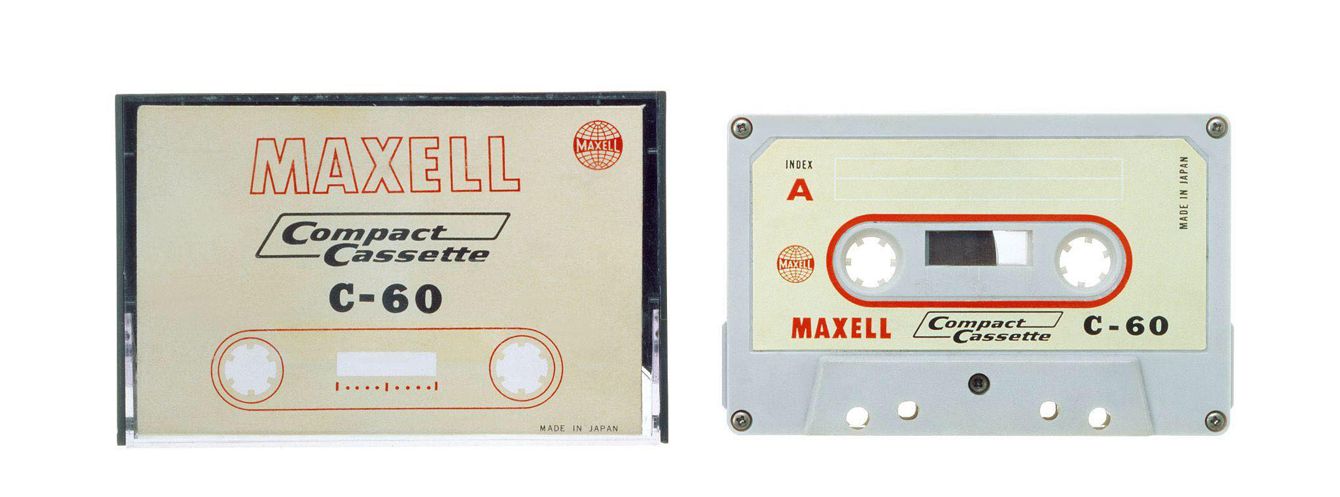 MAXELL
MAXELL
Compact
Cassette
C-60
MADE IN JAPAN
INDEX
A
MADE IN JAPAN
MAXELL
MAXELL
Compact
Cassette
C-60